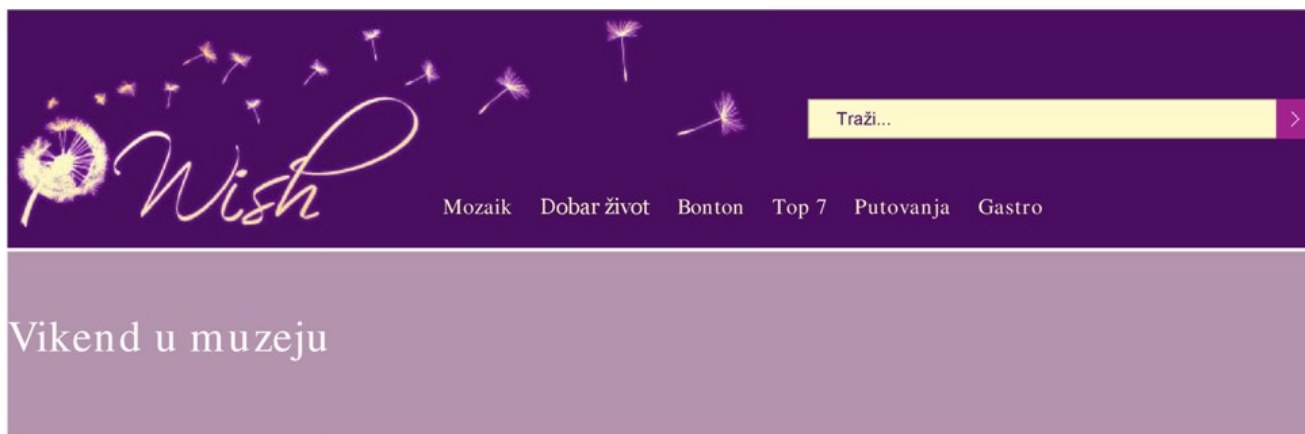 Traži...
Wish
Mozaik Dobar život Bonton Top 7 Putovanja Gastro
Vikend u muzeju